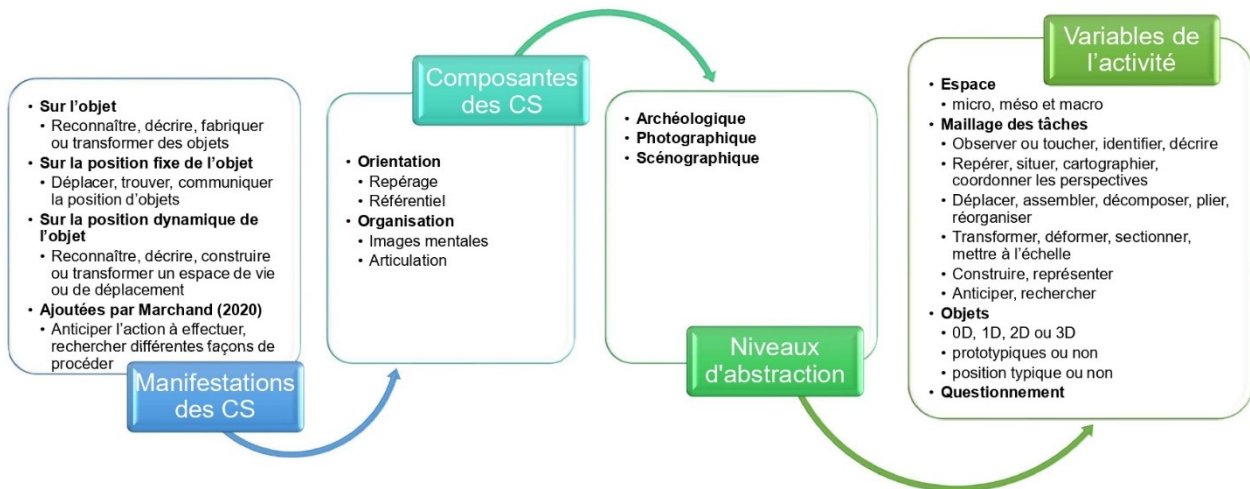 • Sur l'objet
• Reconnaître, décrire, fabriquer
ou transformer des objets
• Sur la position fixe de l'objet
• Déplacer, trouver, communiquer
la position d'objets
• Sur la position dynamique de
l'objet
• Reconnaître, décrire, construire
ou transformer un espace de vie
ou de déplacement
• Ajoutées par Marchand (2020)
• Anticiper l'action à effectuer,
rechercher différentes façons de
procéder
Manifestations
des CS
Composantes
des CS
• Orientation
• Repérage
• Référentiel
• Organisation
• Images mentales
• Articulation
• Archéologique
• Photographique
• Scénographique
Niveaux
d'abstraction
Variables de
l'activité
• Espace
• micro, méso et macro
• Maillage des tâches
• Observer ou toucher, identifier, décrire
• Repérer, situer, cartographier,
coordonner les perspectives
• Déplacer, assembler, décomposer, plier,
réorganiser
• Transformer, déformer, sectionner,
mettre à l'échelle
• Construire, représenter
• Anticiper, rechercher
• Objets
• 0D, 1D, 2D ou 3D
• prototypiques ou non
• position typique ou non
• Questionnement